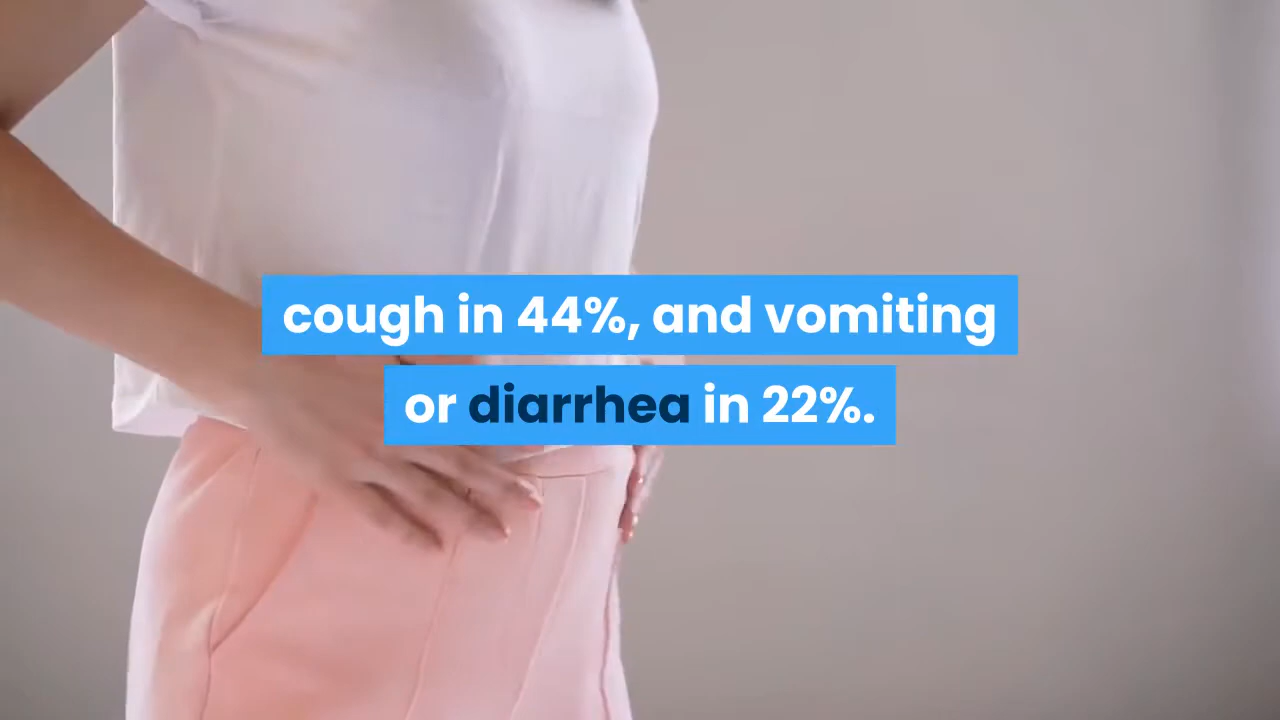 cough in 44%, and vomiting
or diarrhea in 22%.